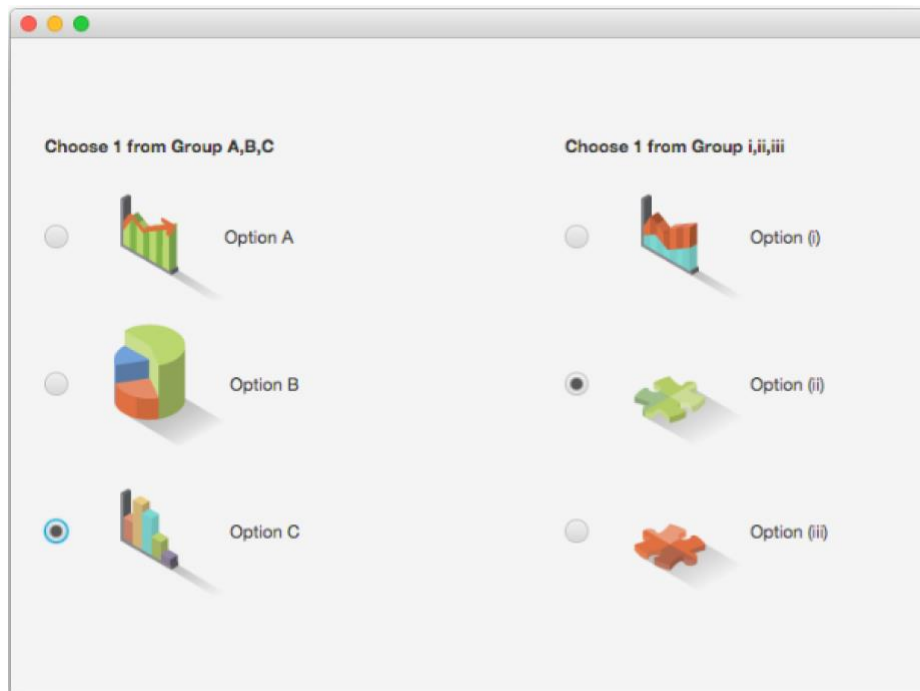 Choose 1 from Group A,B,C
Option A
Option B
Option C
Choose 1 from Group i,ii,iii
Option (i)
Option (ii)
Option (iii)